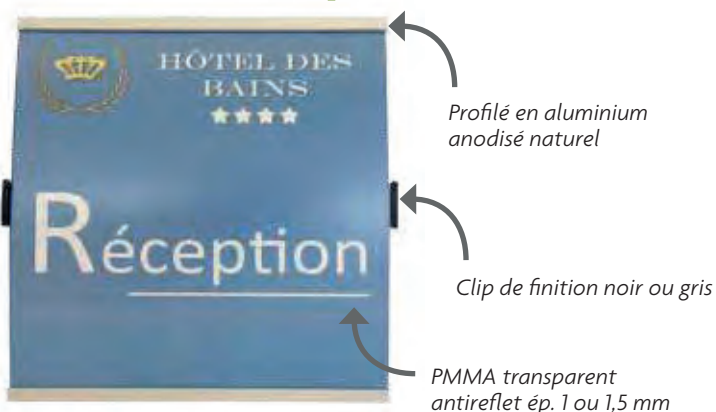 HÔTEL DES
BAINS
Réception
Profilé en aluminium
anodisé naturel
Clip de finition noir ou gris
PMMA transparent
antireflet ép. 1 ou 1,5 mm